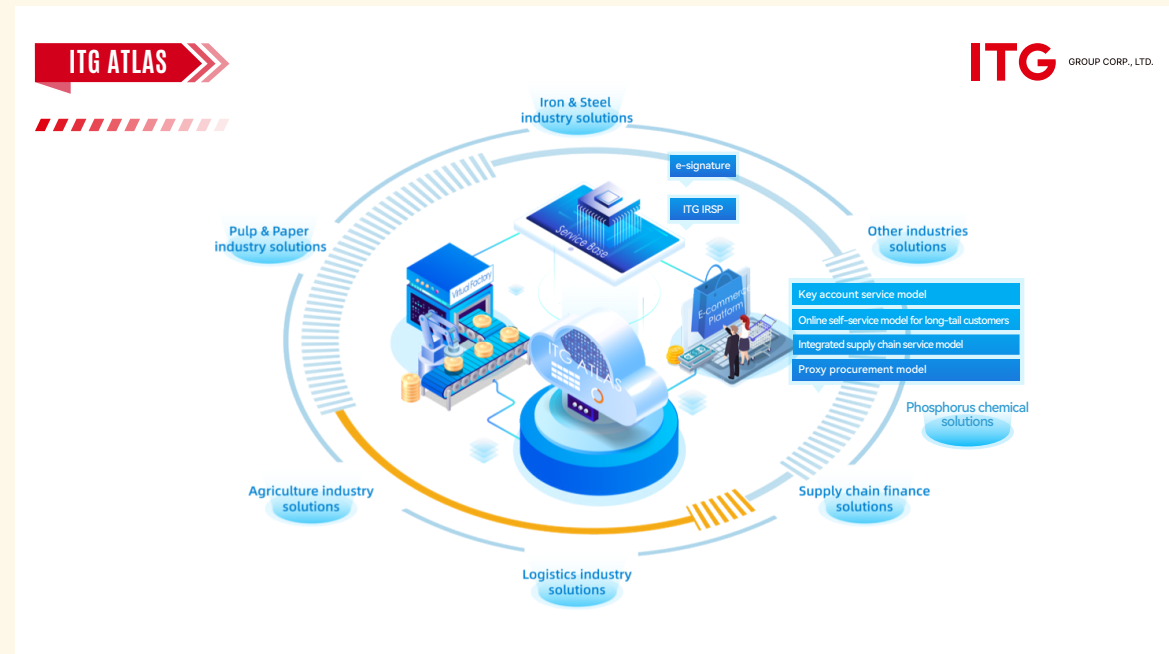 ITG ATLAS
ITG
GROUP CORP., LTD.
Iron & Steel
industry solutions
e-signature
ITG IRSP
Service Base
Pulp & Paper
industry solutions
Other industries
solutions
Virtual Factory
E-commerce
Platform
Key account service model
Online self-service model for long-tail customers
Integrated supply chain service model
Proxy procurement model
ITG ATLAS
Phosphorus chemical
solutions
Agriculture industry
solutions
Supply chain finance
solutions
Logistics industry
solutions